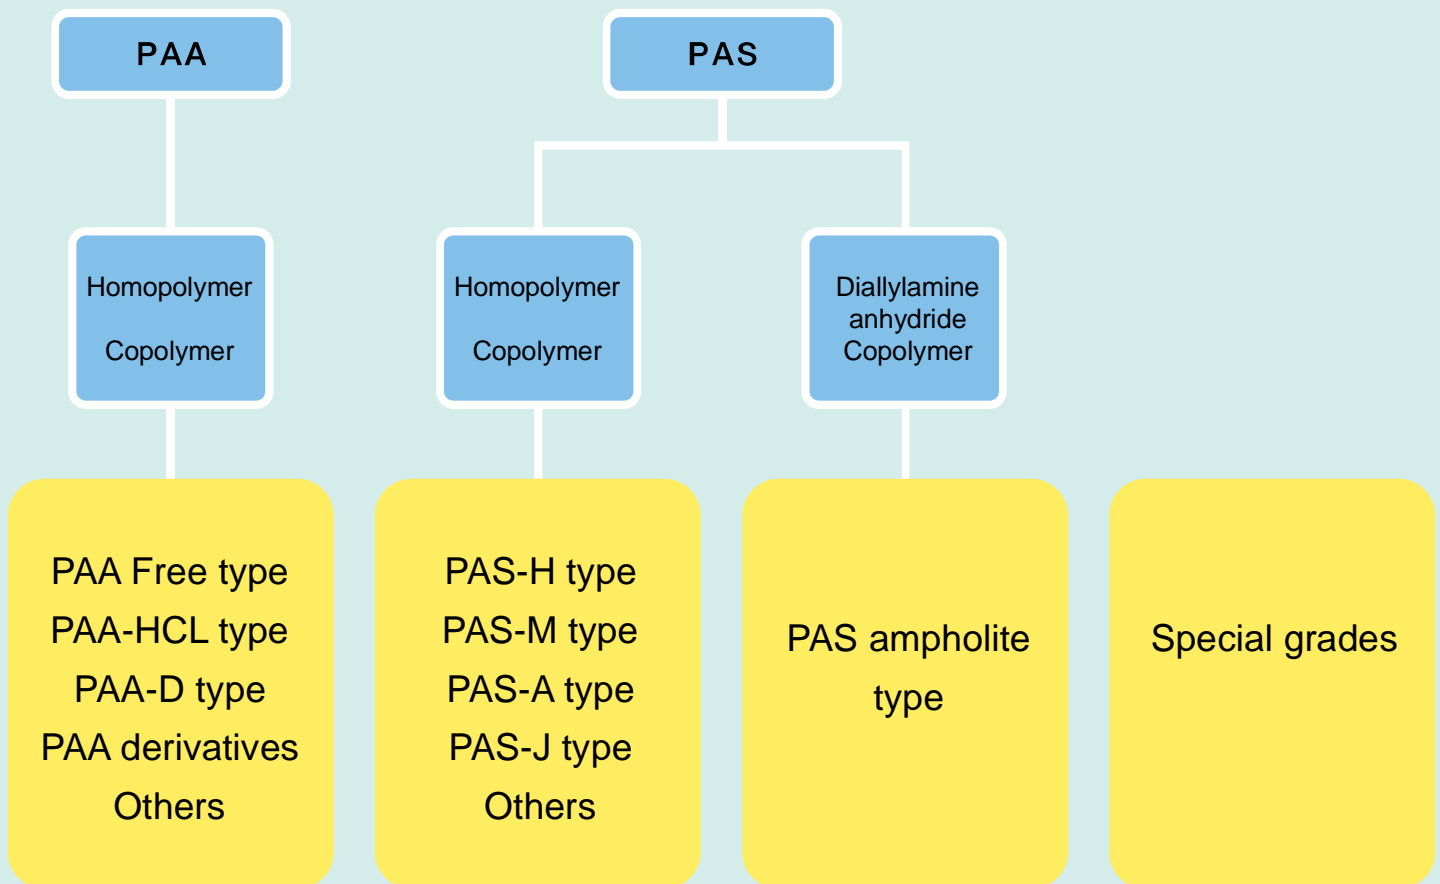 PAA
PAS
Homopolymer
Copolymer
Homopolymer
Copolymer
Diallylamine
anhydride
Copolymer
PAA Free type
PAA-HCL type
PAA-D type
PAA derivatives
Others
PAS-H type
PAS-M type
PAS-A type
PAS-J type
Others
PAS ampholite
type
Special grades